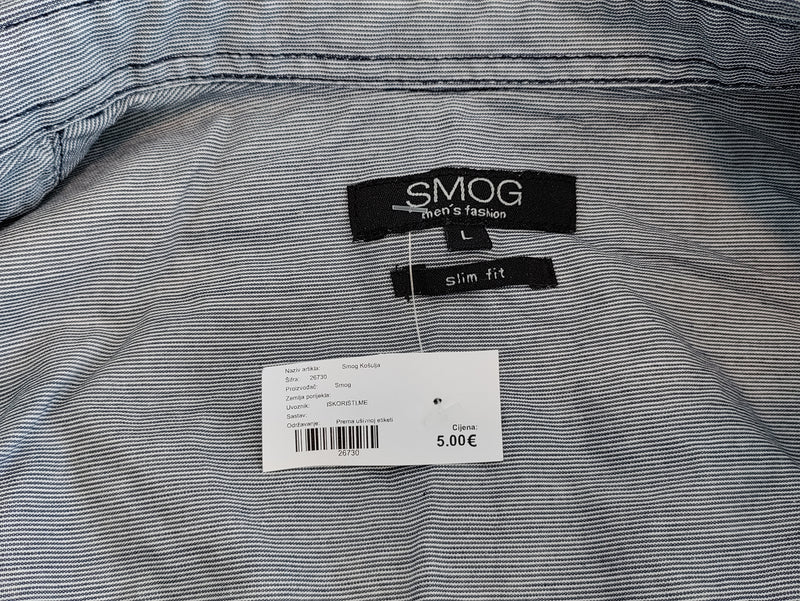 SMOG
men's fashion
L
slim fit
Naziv artikla: Smog Košulja
Šifra: 26730
Proizvođač: Smog
Zemlja porijekla:
Uvoznik: ISKORISTI.ME
Sastav:
Održavanje: Prema ušivnoj etiketi
Cijena:
5.00€
26730